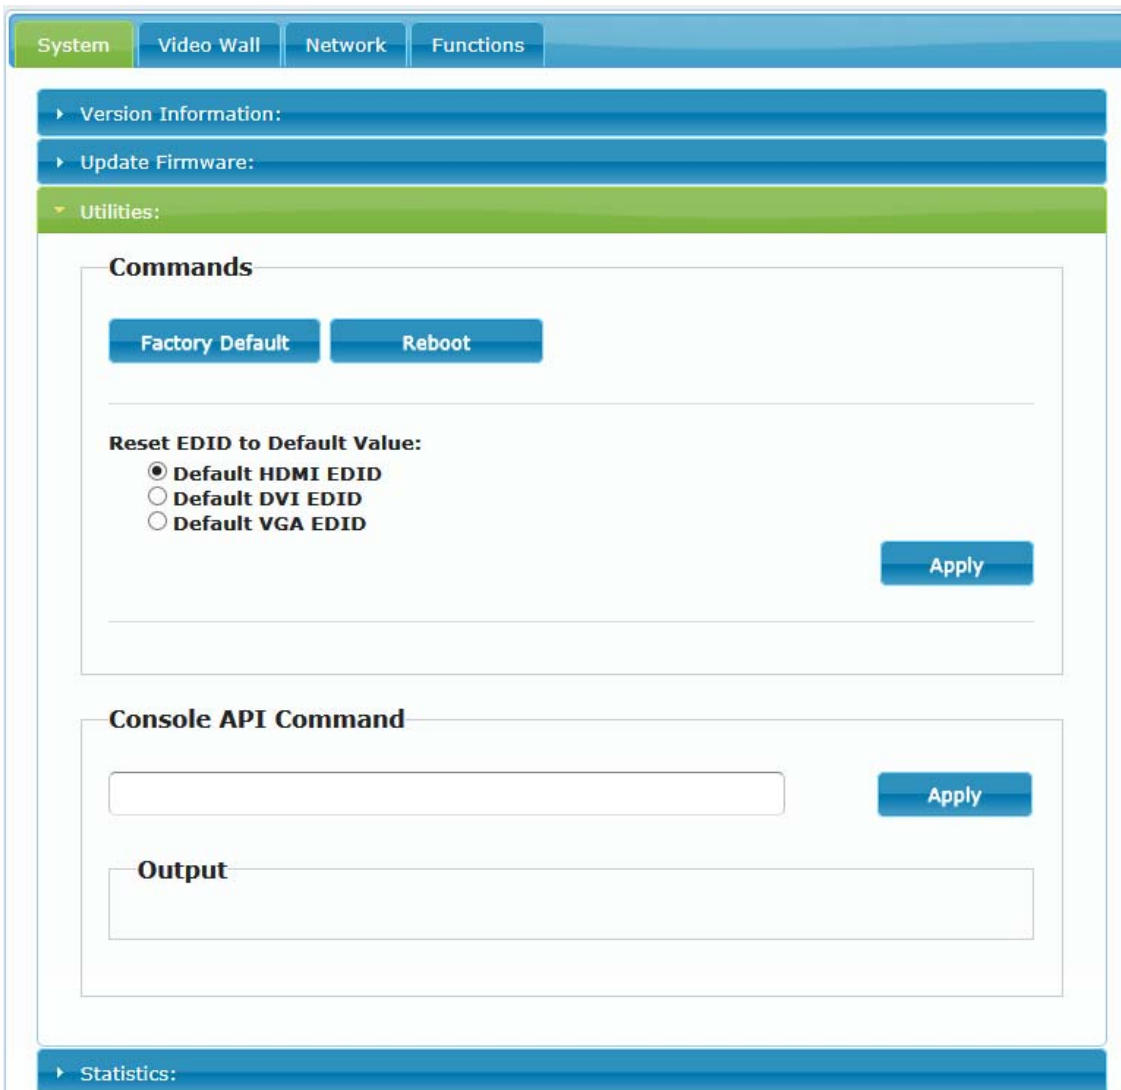 System Video Wall Network Functions
Version Information:
Update Firmware:
Utilities:
Commands
Factory Default Reboot
Reset EDID to Default Value:
Default HDMI EDID
Default DVI EDID
Default VGA EDID
Apply
Console API Command
Apply
Output
Statistics: